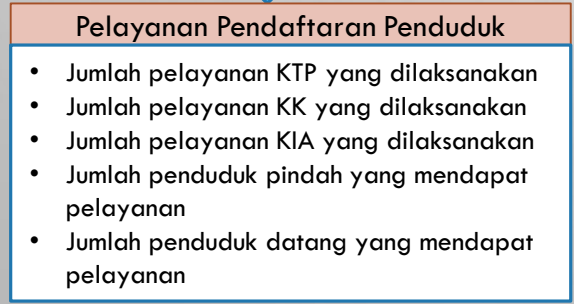 Pelayanan Pendaftaran Penduduk
• Jumlah pelayanan KTP yang dilaksanakan
• Jumlah pelayanan KK yang dilaksanakan
• Jumlah pelayanan KIA yang dilaksanakan
• Jumlah penduduk pindah yang mendapat
pelayanan
• Jumlah penduduk datang yang mendapat
pelayanan